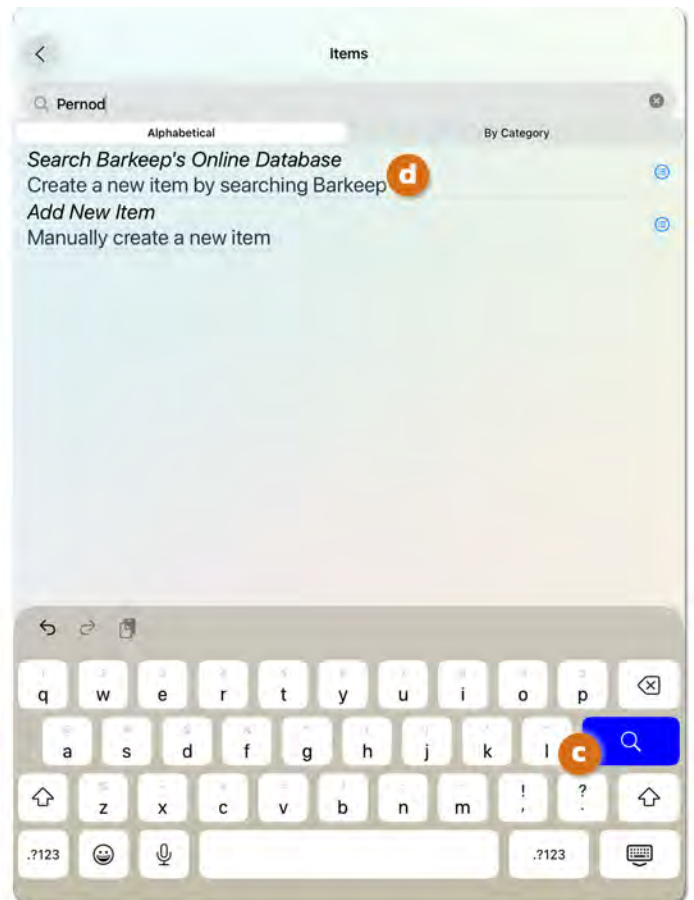 Items
Pernod
Alphabetical By Category
Search Barkeep's Online Database
Create a new item by searching Barkeep
d
Add New Item
Manually create a new item
q w e r t y u i o p
a s d f g h j k l
c
z x c v b n m ! , ? .
.?123 .?123